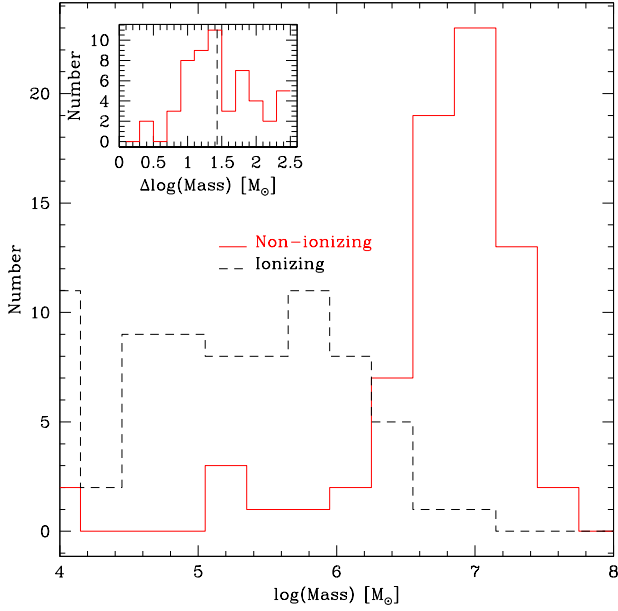 10
8
6
4
2
0
Number
0 0.5 1 1.5 2 2.5
Δlog(Mass) [M⊙]
20
15
10
5
0
Number
Non−ionizing
Ionizing
4 5 6 7 8
log(Mass) [M⊙]